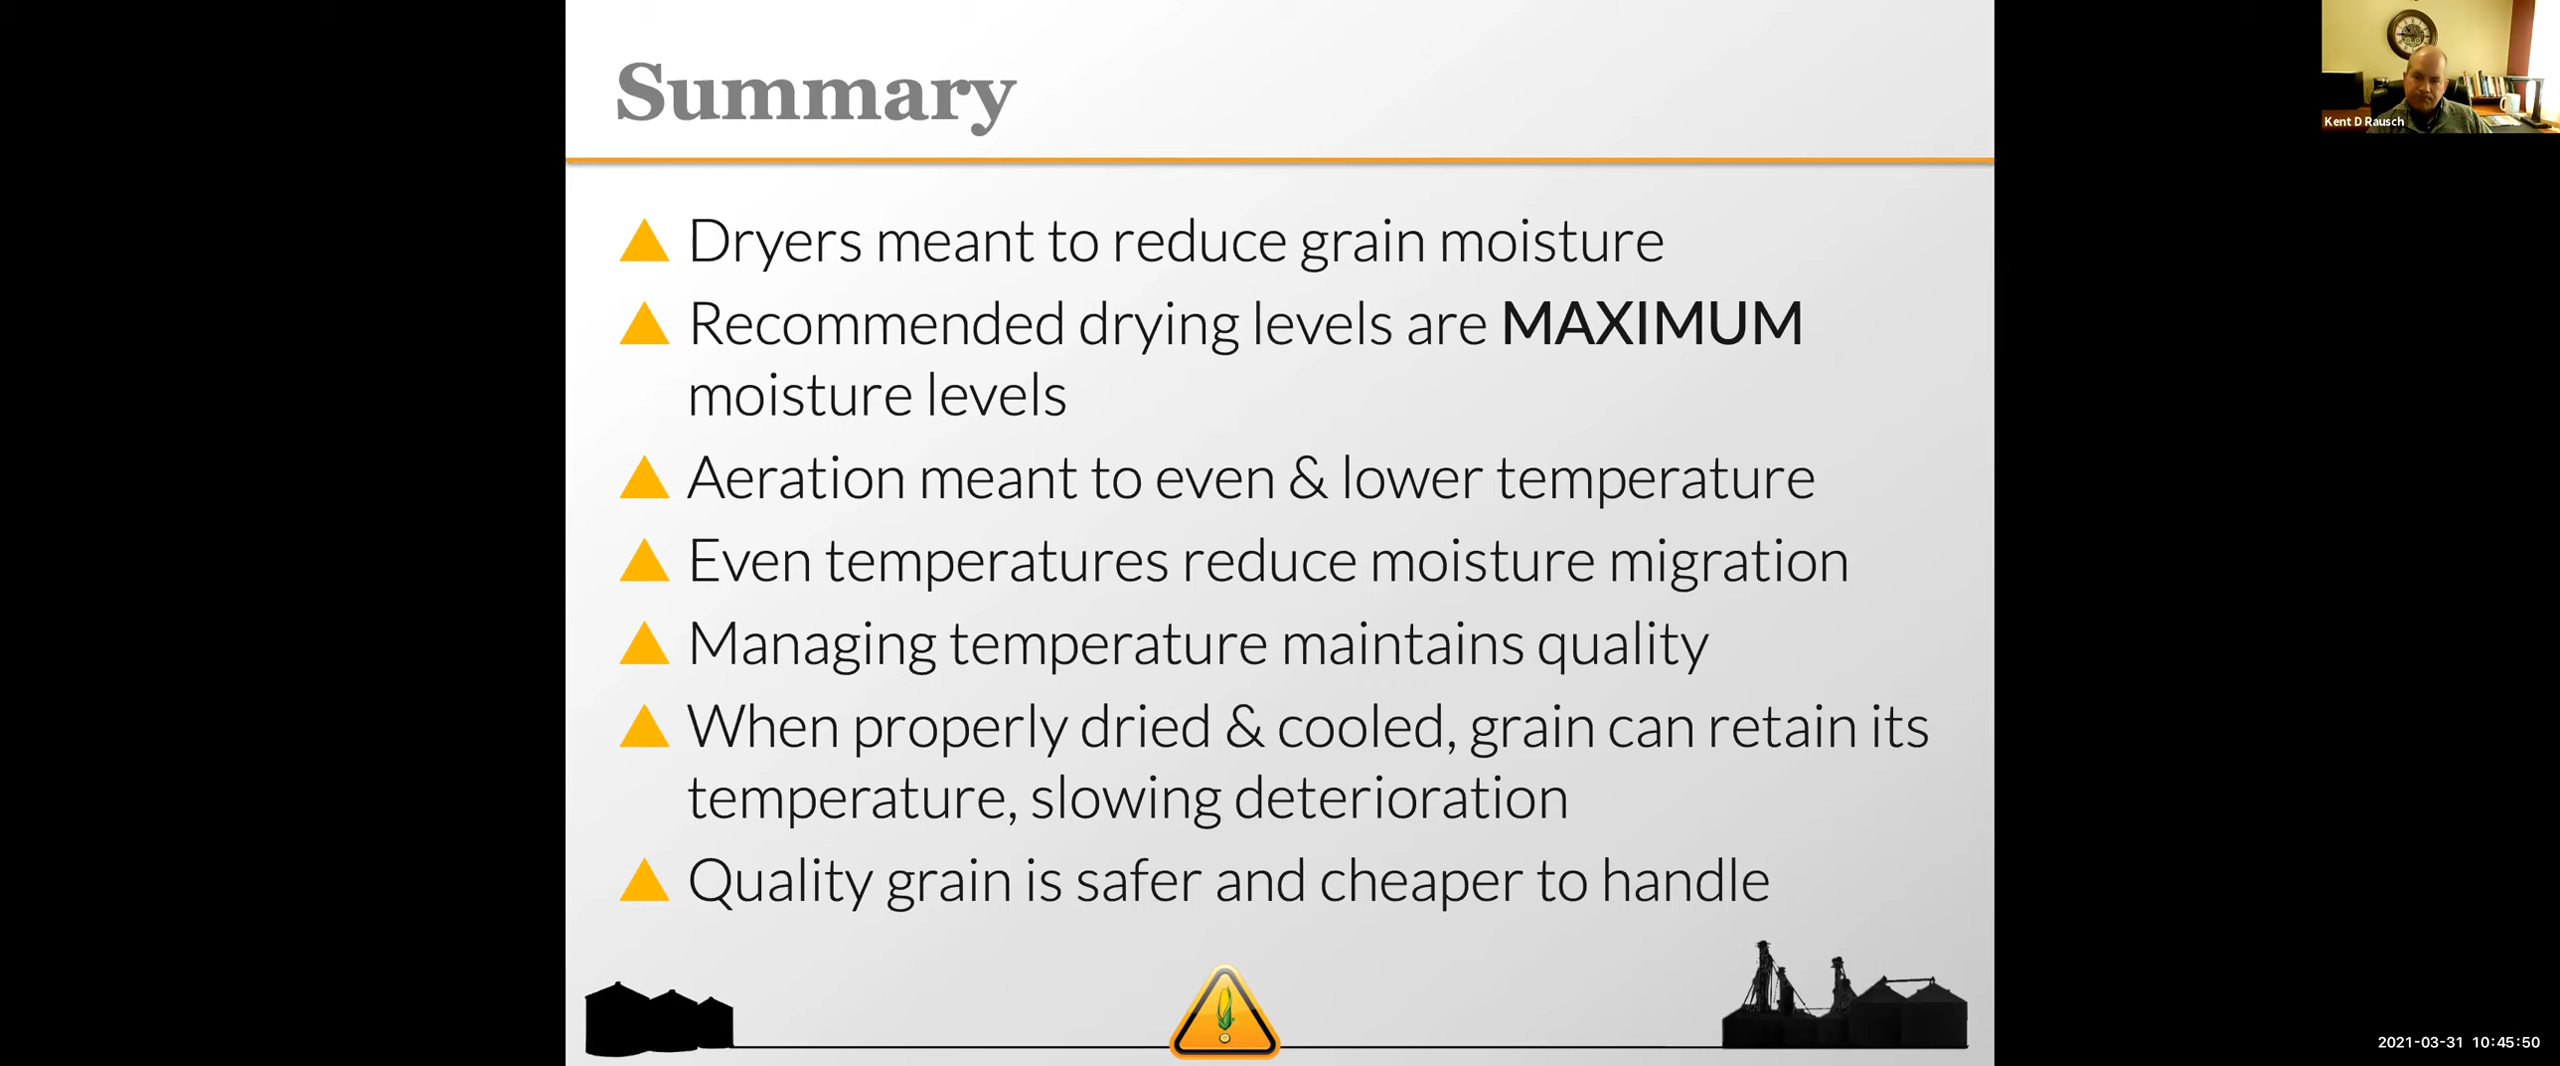 Summary
Kent D Rausch
Dryers meant to reduce grain moisture
Recommended drying levels are MAXIMUM
moisture levels
Aeration meant to even & lower temperature
Even temperatures reduce moisture migration
Managing temperature maintains quality
When properly dried & cooled, grain can retain its
temperature, slowing deterioration
Quality grain is safer and cheaper to handle
2021-03-31 10:45:50